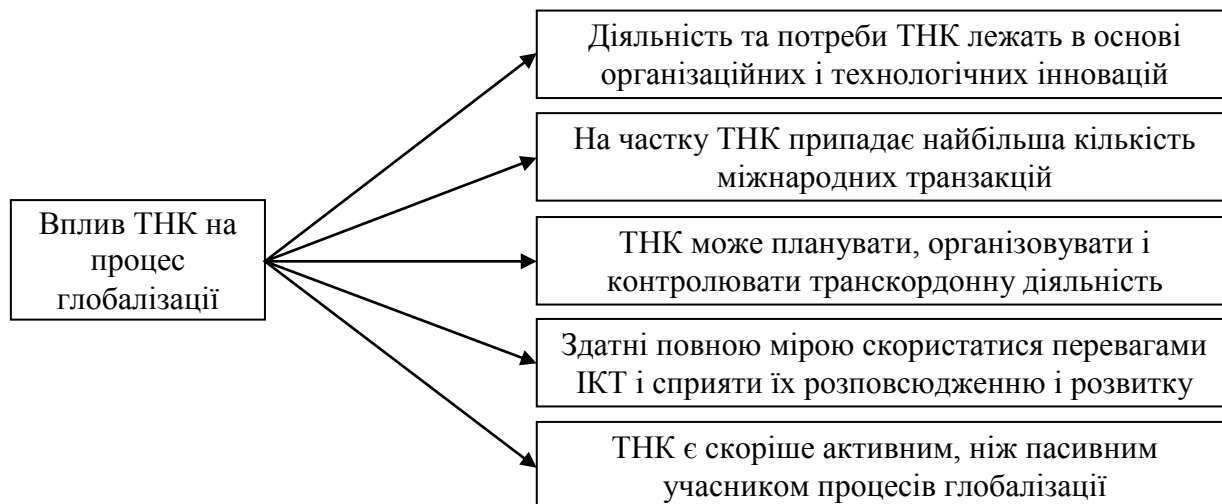 Діяльність та потреби ТНК лежать в основі
організаційних і технологічних інновацій
На частку ТНК припадає найбільша кількість
міжнародних транзакцій
Вплив ТНК на
процес
глобалізації
ТНК може планувати, організовувати і
контролювати транскордонну діяльність
Здатні повною мірою скористатися перевагами
ІКТ і сприяти їх розповсюдженню і розвитку
ТНК є скоріше активним, ніж пасивним
учасником процесів глобалізації